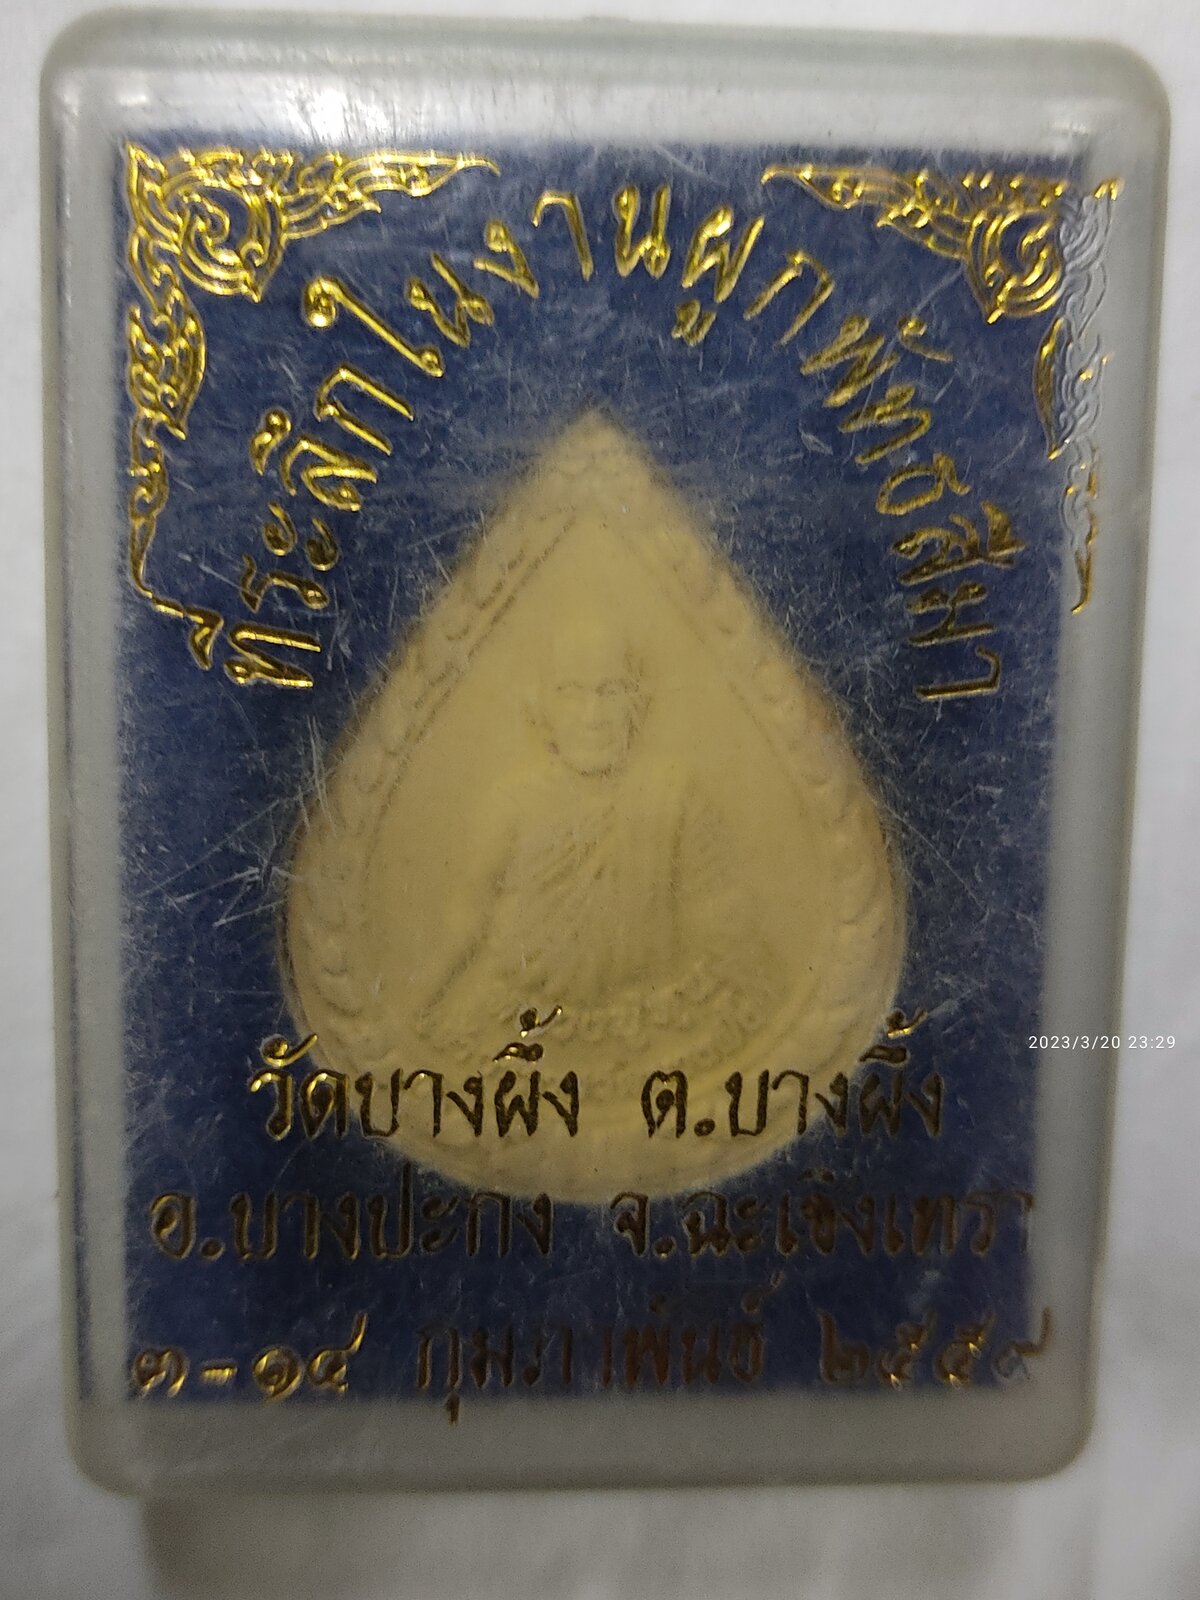 ที่ระลึกในงานผูกพัทธสีมา
วัดบางผึ้ง ต.บางผึ้ง
อ.บางปะกง จ.ฉะเชิงเทรา
๓-๑๔ กุมภาพันธ์ ๒๕๕๙
2023/3/20 23:29